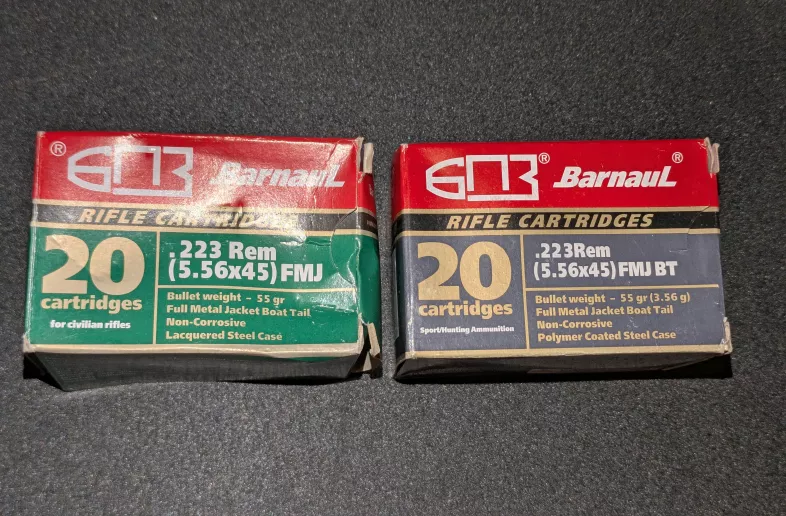 ® БПЗ BarnauL
RIFLE CARTRIDGES
20
cartridges
for civilian rifles
.223 Rem
(5.56x45) FMJ
Bullet weight - 55 gr
Full Metal Jacket Boat Tail
Non-Corrosive
Lacquered Steel Case
БПЗ® BarnauL®
RIFLE CARTRIDGES
20
cartridges
Sport/Hunting Ammunition
.223Rem
(5.56x45) FMJ BT
Bullet weight - 55 gr (3.56 g)
Full Metal Jacket Boat Tail
Non-Corrosive
Polymer Coated Steel Case